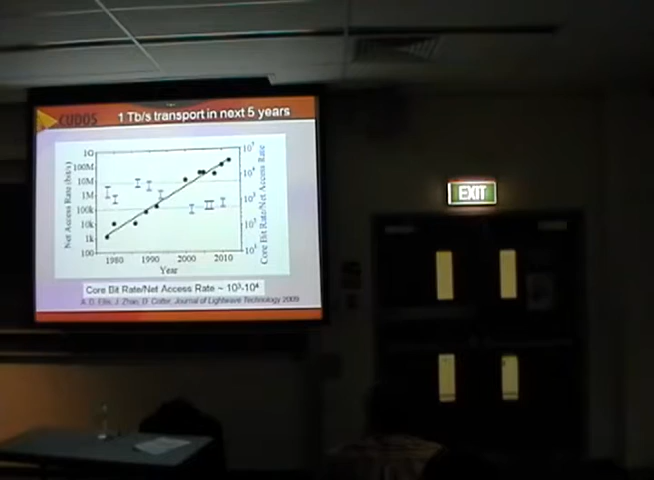 CUDOS
1 Tb/s transport in next 5 years
1G
100M
10M
1M
100k
10k
1k
100
Net Access Rate (bit/s)
Core Bit Rate/Net Access Rate
1980
1990
2000
2010
Year
Core Bit Rate/Net Access Rate ~ 10³-10⁴
A. D. Ellis, J. Zhao, D. Cotter, Journal of Lightwave Technology 2009
EXIT